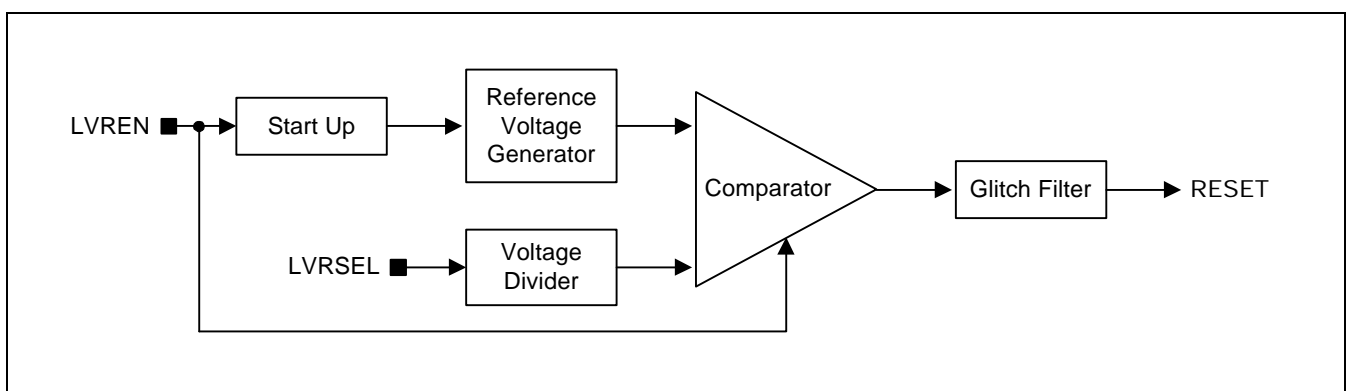 LVREN
Start Up
Reference
Voltage
Generator
Comparator
Glitch Filter
RESET
LVRSEL
Voltage
Divider